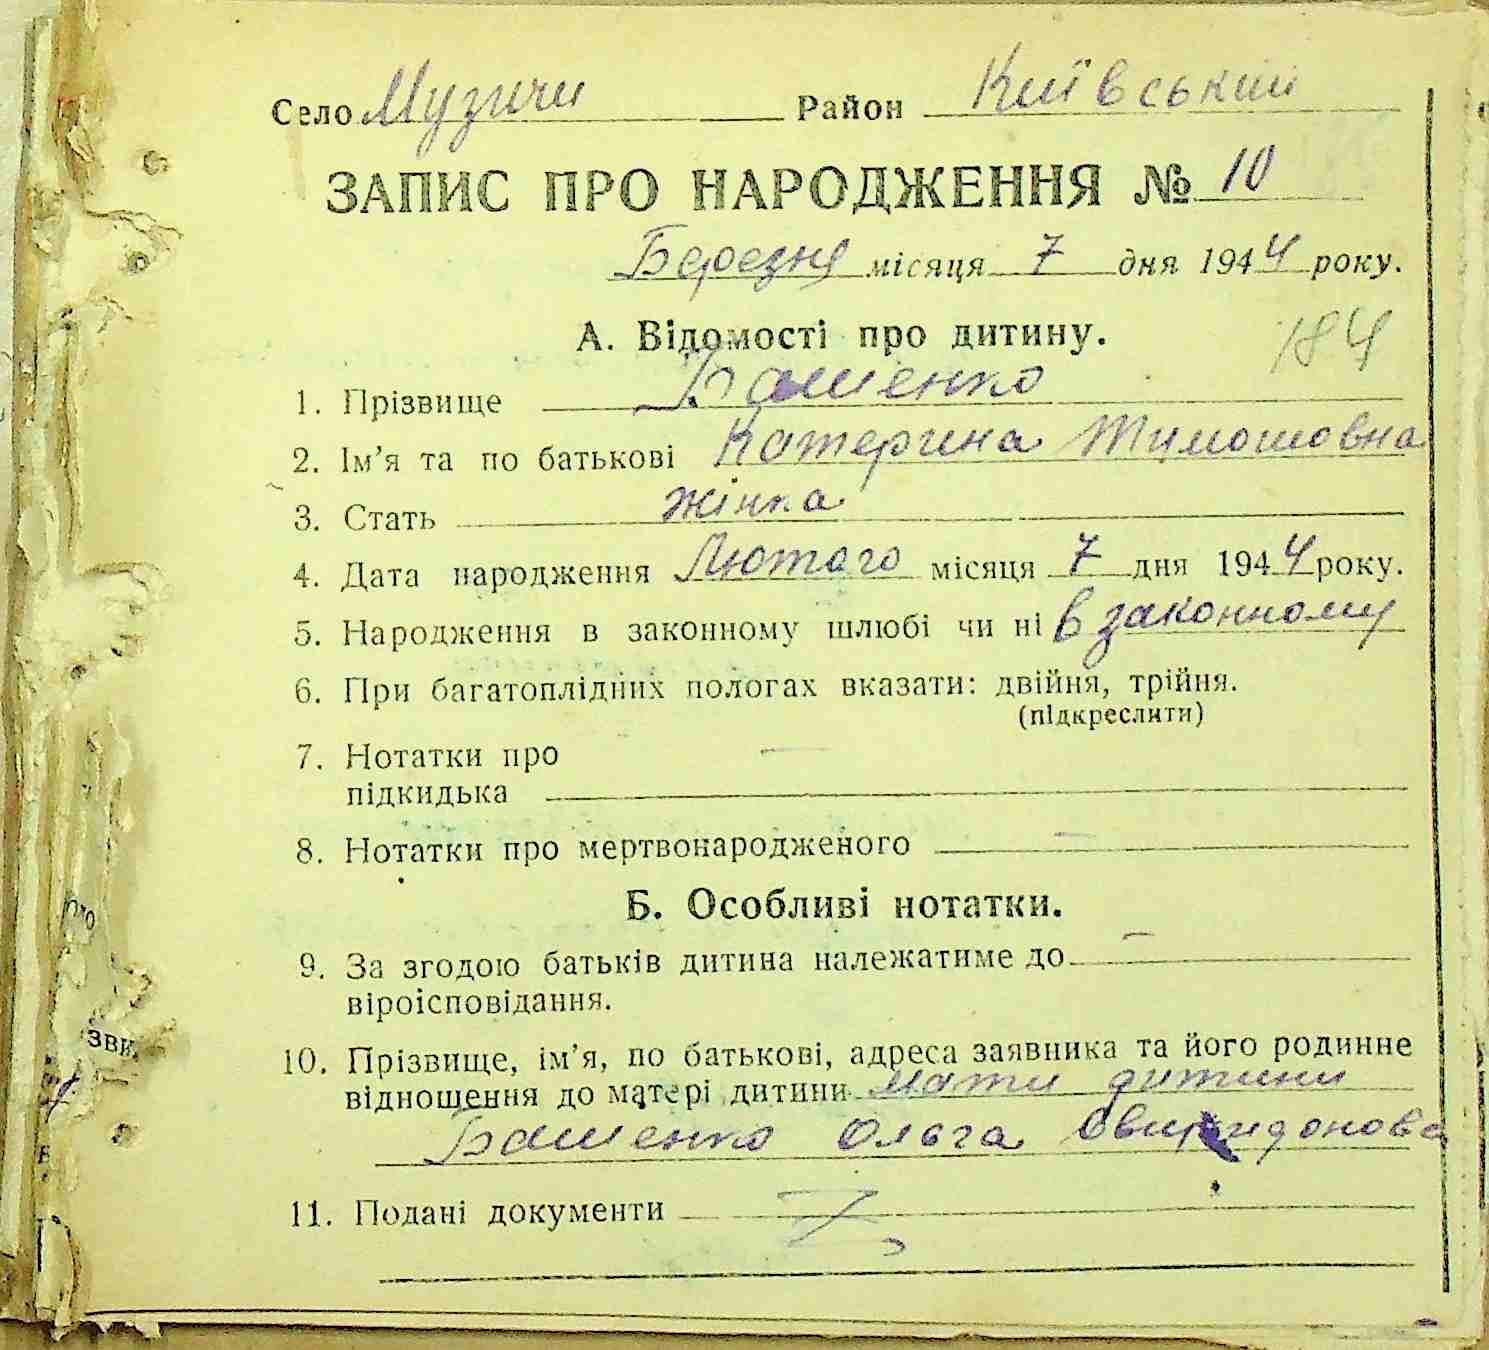 Село Музичи Район Київський
ЗАПИС ПРО НАРОДЖЕННЯ № 10
Березня місяця 7 дня 1944 року.
184
А. Відомості про дитину.
1. Прізвище Башенко
2. Ім’я та по батькові Катерина Тимошовна
3. Стать жінка
4. Дата народження Лютого місяця 7 дня 1944 року.
5. Народження в законному шлюбі чи ні в законному
6. При багатоплідних пологах вказати: двійня, трійня.
(підкреслити)
7. Нотатки про —
підкидька
8. Нотатки про мертвонародженого —
Б. Особливі нотатки.
9. За згодою батьків дитина належатиме до —
віроісповідання.
10. Прізвище, ім’я, по батькові, адреса заявника та його родинне
відношення до матері дитини мати дитини
Башенко Ольга Свиридонова
11. Подані документи